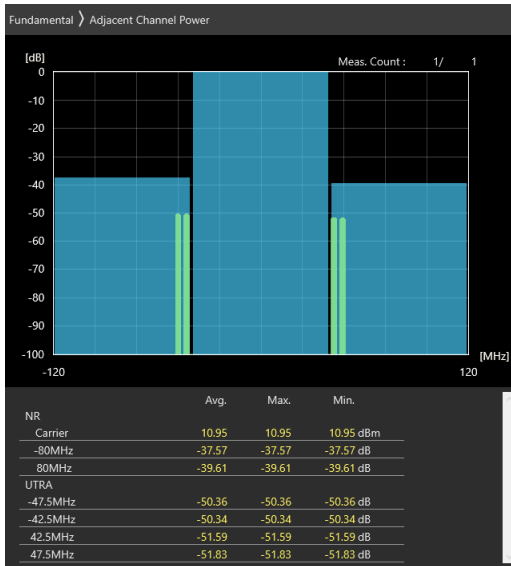 Fundamental 〉 Adjacent Channel Power
[dB]
Meas. Count : 1/ 1
0
-10
-20
-30
-40
-50
-60
-70
-80
-90
-100
[MHz]
-120 120
Avg. Max. Min.
NR
Carrier 10.95 10.95 10.95 dBm
-80MHz -37.57 -37.57 -37.57 dB
80MHz -39.61 -39.61 -39.61 dB
UTRA
-47.5MHz -50.36 -50.36 -50.36 dB
-42.5MHz -50.34 -50.34 -50.34 dB
42.5MHz -51.59 -51.59 -51.59 dB
47.5MHz -51.83 -51.83 -51.83 dB